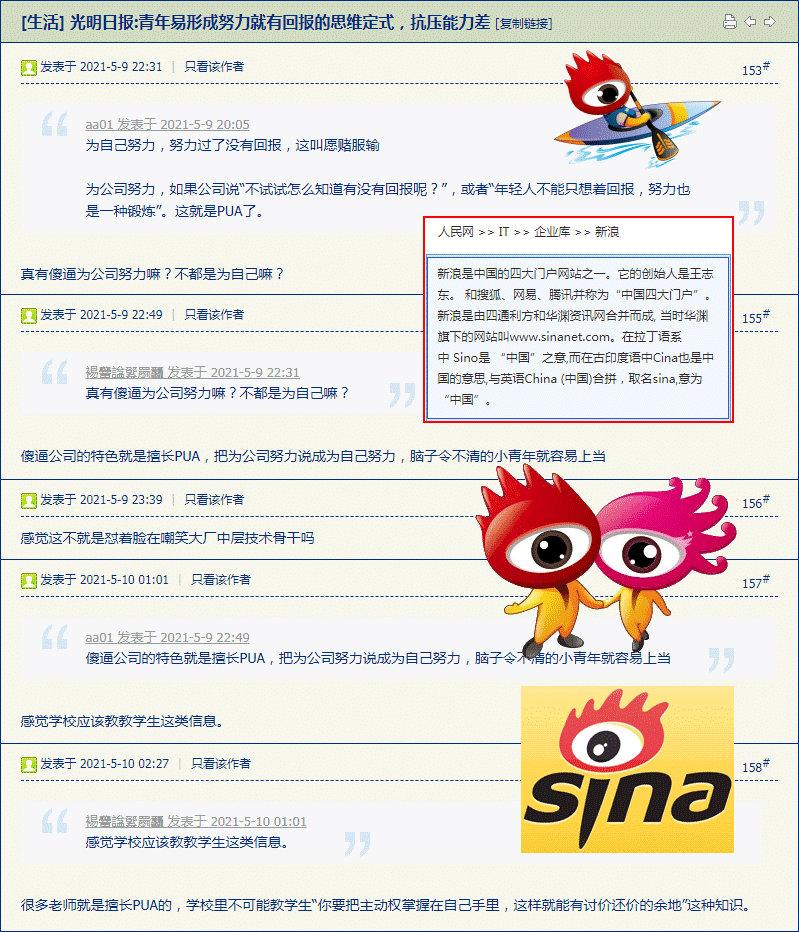 [生活] 光明日报:青年易形成努力就有回报的思维定式，抗压能力差 [复制链接]
发表于 2021-5-9 22:31 | 只看该作者
153#
aa01 发表于 2021-5-9 20:05
为自己努力，努力过了没有回报，这叫愿赌服输
为公司努力，如果公司说“不试试怎么知道有没有回报呢？”，或者“年轻人不能只想着回报，努力也
是一种锻炼”。这就是PUA了。
真有傻逼为公司努力嘛？不都是为自己嘛？
人民网 >> IT >> 企业库 >> 新浪
新浪是中国的四大门户网站之一。它的创始人是王志
东。 和搜狐、网易、腾讯并称为“中国四大门户”。
新浪是由四通利方和华渊资讯网合并而成, 当时华渊
旗下的网站叫www.sinanet.com。在拉丁语系
中 Sino是 “中国”之意,而在古印度语中Cina也是中
国的意思,与英语China (中国)合拼，取名sina,意为
“中国”。
发表于 2021-5-9 22:49 | 只看该作者
155#
发表于 2021-5-9 22:31
真有傻逼为公司努力嘛？不都是为自己嘛？
傻逼公司的特色就是擅长PUA，把为公司努力说成为自己努力，脑子令不清的小青年就容易上当
发表于 2021-5-9 23:39 | 只看该作者
156#
感觉这不就是怼着脸在嘲笑大厂中层技术骨干吗
发表于 2021-5-10 01:01 | 只看该作者
157#
aa01 发表于 2021-5-9 22:49
傻逼公司的特色就是擅长PUA，把为公司努力说成为自己努力，脑子令不清的小青年就容易上当
感觉学校应该教教学生这类信息。
sina
发表于 2021-5-10 02:27 | 只看该作者
158#
发表于 2021-5-10 01:01
感觉学校应该教教学生这类信息。
很多老师就是擅长PUA的，学校里不可能教学生“你要把主动权掌握在自己手里，这样就能有讨价还价的余地”这种知识。